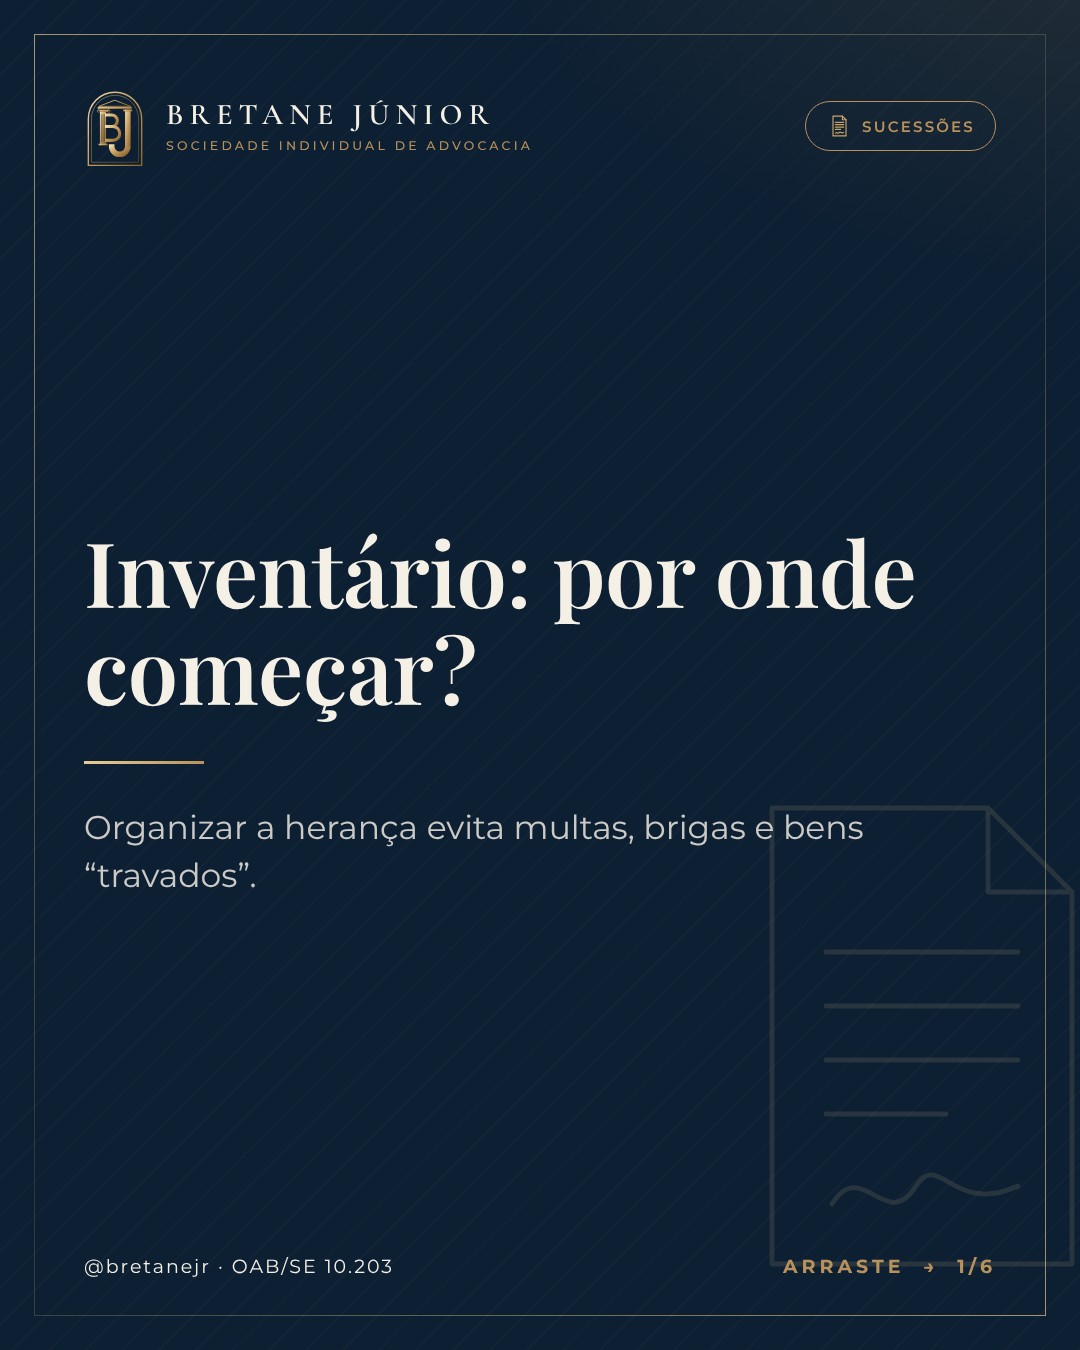 BRETANE JÚNIOR
SOCIEDADE INDIVIDUAL DE ADVOCACIA
SUCESSÕES
Inventário: por onde
começar?
Organizar a herança evita multas, brigas e bens
“travados”.
@bretanejr · OAB/SE 10.203
ARRASTE → 1/6